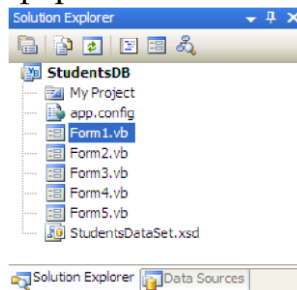 Solution Explorer
StudentsDB
My Project
app.config
Form1.vb
Form2.vb
Form3.vb
Form4.vb
Form5.vb
StudentsDataSet.xsd
Solution Explorer Data Sources